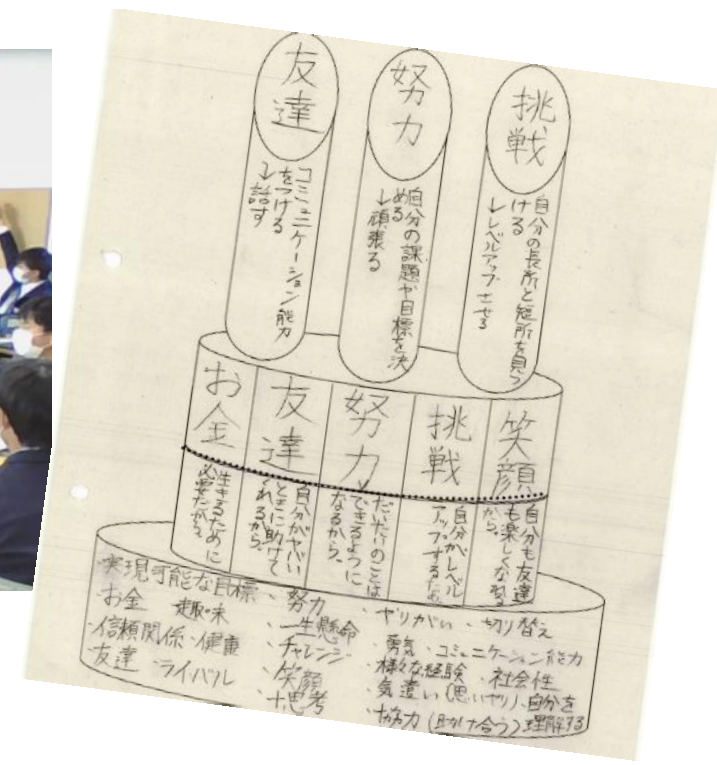 友達
コミュニケーション能力
をつける
↓話す
努力
自分の課題や目標を決
める
↓頑張る
挑戦
自分の長所と短所を見つ
ける
↓レベルアップさせる
お金
生きるために
必要だから。
友達
自分がヤバい
ときに助けて
くれるから。
努力
だいたいのことは
できるように
なるから。
挑戦
自分がレベル
アップするため
笑顔
自分も友達
も楽しくなる
から。
・実現可能な目標
・お金 趣味
・信頼関係・健康
・友達・ライバル
・努力
・一生懸命
・チャレンジ
・笑顔
・+思考
・やりがい・切り替え
・勇気・コミュニケーション能力
・様々な経験・社会性
・気遣い(思いやり)・自分を
・協力(助け合う)理解する